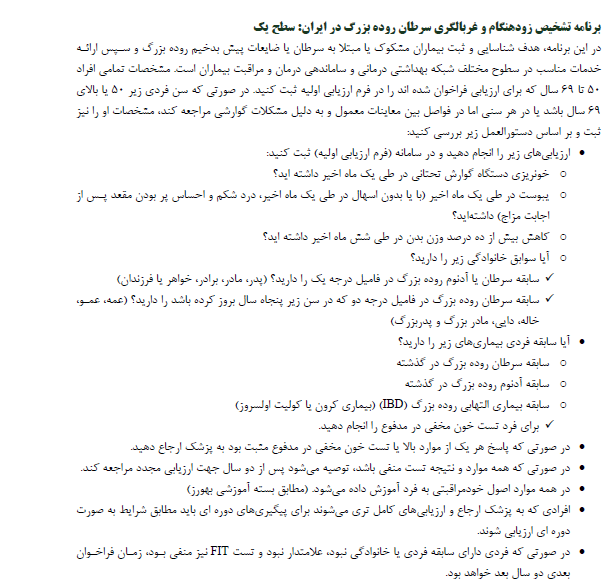 برنامه تشخیص زودهنگام و غربالگری سرطان روده بزرگ در ایران: سطح یک
در این برنامه، هدف شناسایی و ثبت بیماران مشکوک یا مبتلا به سرطان یا ضایعات پیش بدخیم روده بزرگ و سپس ارائه
خدمات مناسب در سطوح مختلف شبکه بهداشتی درمانی و ساماندهی درمان و مراقبت بیماران است. مشخصات تمامی افراد
۵۰ تا ۶۹ سال که برای ارزیابی فراخوان شده اند را در فرم ارزیابی اولیه ثبت کنید. در صورتی که سن فردی زیر ۵۰ یا بالای
۶۹ سال باشد یا در هر سنی اما در فواصل بین معاینات معمول و به دلیل مشکلات گوارشی مراجعه کند، مشخصات او را نیز
ثبت و بر اساس دستورالعمل زیر بررسی کنید:
• ارزیابی‌های زیر را انجام دهید و در سامانه (فرم ارزیابی اولیه) ثبت کنید:
○ خونریزی دستگاه گوارش تحتانی در طی یک ماه اخیر داشته اید؟
○ یبوست در طی یک ماه اخیر (با یا بدون اسهال در طی یک ماه اخیر، درد شکم و احساس پر بودن مقعد پس از
اجابت مزاج) داشته‌اید؟
○ کاهش بیش از ده درصد وزن بدن در طی شش ماه اخیر داشته اید؟
○ آیا سوابق خانوادگی زیر را دارید؟
✓ سابقه سرطان یا آدنوم روده بزرگ در فامیل درجه یک را دارید؟ (پدر، مادر، برادر، خواهر یا فرزندان)
✓ سابقه سرطان روده بزرگ در فامیل درجه دو که در سن زیر پنجاه سال بروز کرده باشد را دارید؟ (عمه، عمو،
خاله، دایی، مادر بزرگ و پدربزرگ)
• آیا سابقه فردی بیماری‌های زیر را دارید؟
○ سابقه سرطان روده بزرگ در گذشته
○ سابقه آدنوم روده بزرگ در گذشته
○ سابقه بیماری التهابی روده بزرگ (IBD) (بیماری کرون یا کولیت اولسروز)
✓ برای فرد تست خون مخفی در مدفوع را انجام دهید.
• در صورتی که پاسخ هر یک از موارد بالا یا تست خون مخفی در مدفوع مثبت بود به پزشک ارجاع دهید.
• در صورتی که همه موارد و نتیجه تست منفی باشد، توصیه می‌شود پس از دو سال جهت ارزیابی مجدد مراجعه کند.
• در همه موارد اصول خودمراقبتی به فرد آموزش داده می‌شود. (مطابق بسته آموزشی بهورز)
• افرادی که به پزشک ارجاع و ارزیابی‌های کامل تری می‌شوند برای پیگیری‌های دوره ای باید مطابق شرایط به صورت
دوره ای ارزیابی شوند.
• در صورتی که فردی دارای سابقه فردی یا خانوادگی نبود، علامتدار نبود و تست FIT نیز منفی بود، زمان فراخوان
بعدی دو سال بعد خواهد بود.